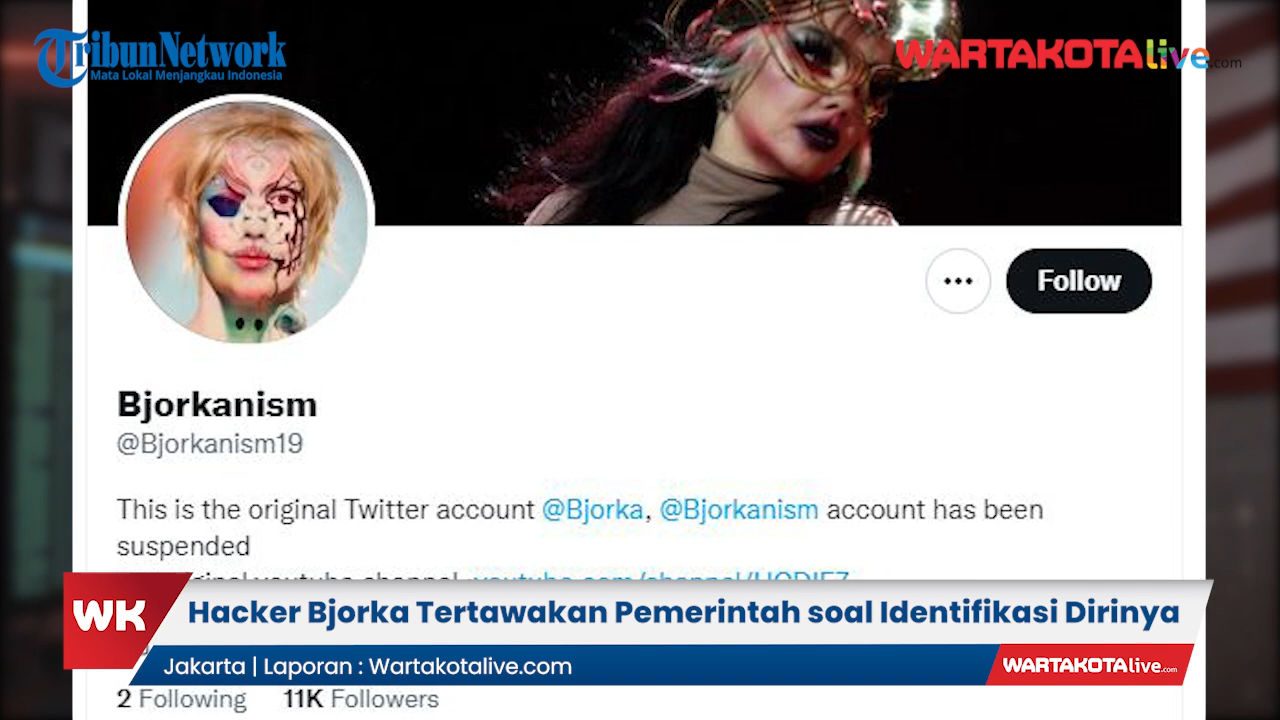 TribunNetwork
Mata Lokal Menjangkau Indonesia
WARTAKOTAlive.com
Follow
Bjorkanism
@Bjorkanism19
This is the original Twitter account @Bjorka, @Bjorkanism account has been
suspended
Hacker Bjorka Tertawakan Pemerintah soal Identifikasi Dirinya
WK
Jakarta | Laporan : Wartakotalive.com
WARTAKOTAlive.com
2 Following 11K Followers